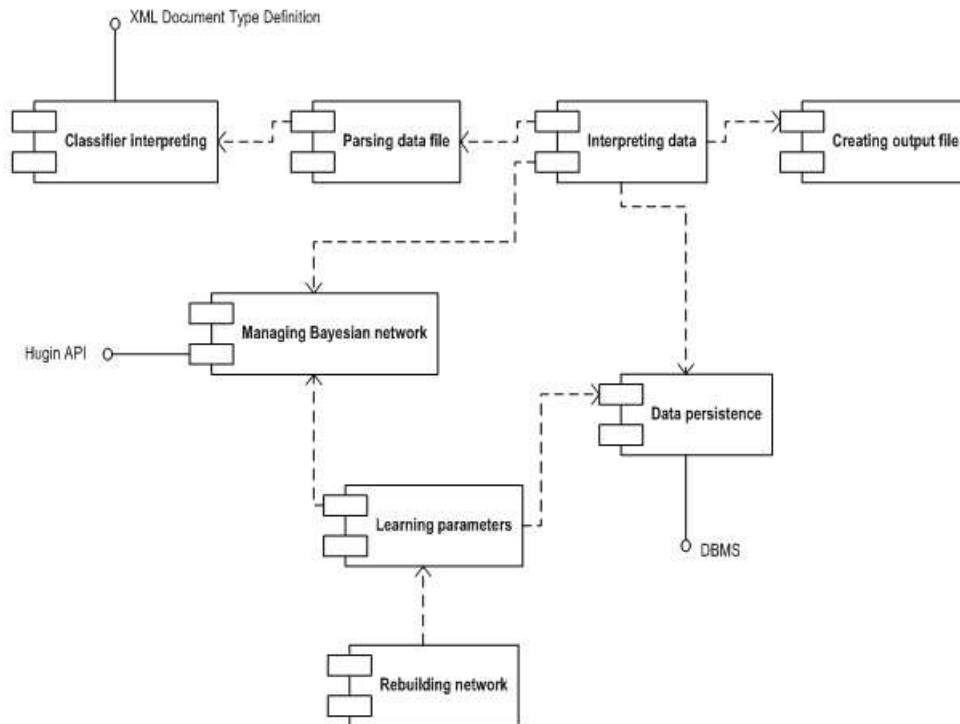 XML Document Type Definition
Classifier interpreting
Parsing data file
Interpreting data
Creating output file
Managing Bayesian network
Hugin API
Data persistence
Learning parameters
DBMS
Rebuilding network